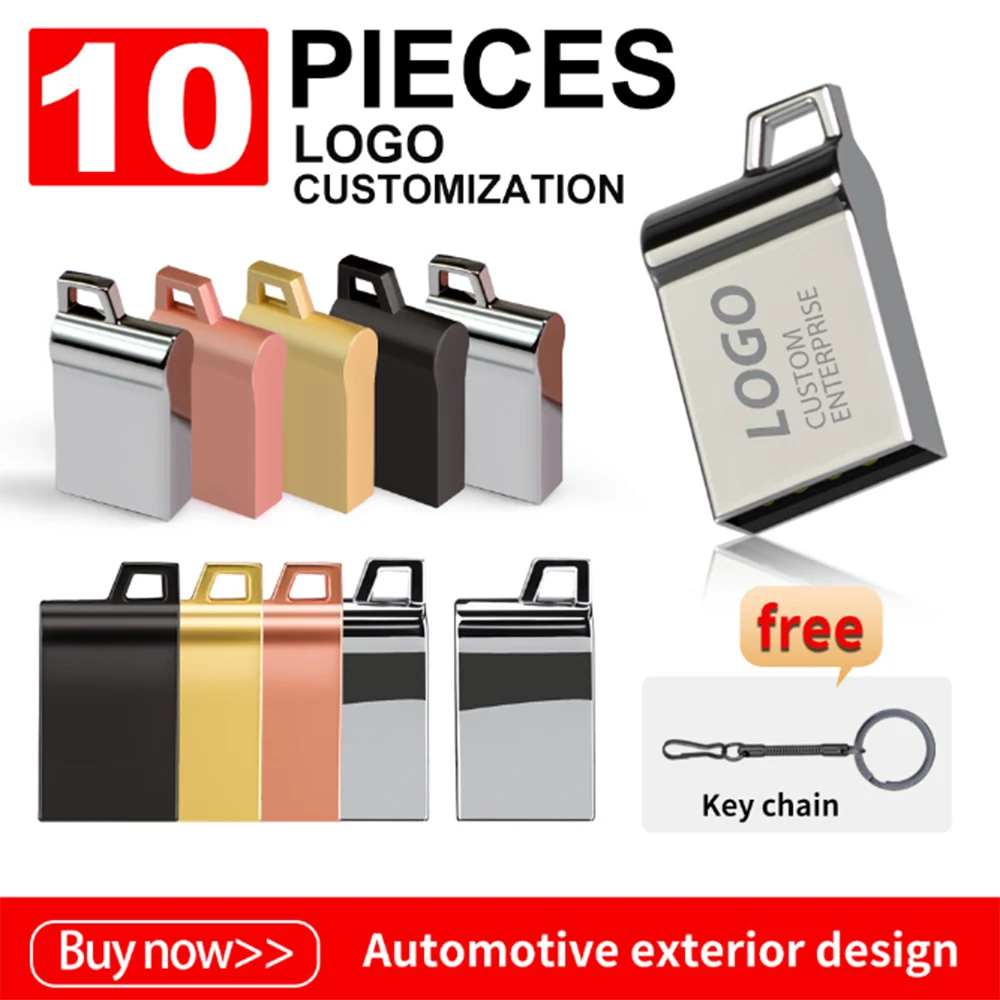 10
PIECES
LOGO
CUSTOMIZATION
LOGO
CUSTOM
ENTERPRISE
free
Key chain
Buy now>>
Automotive exterior design